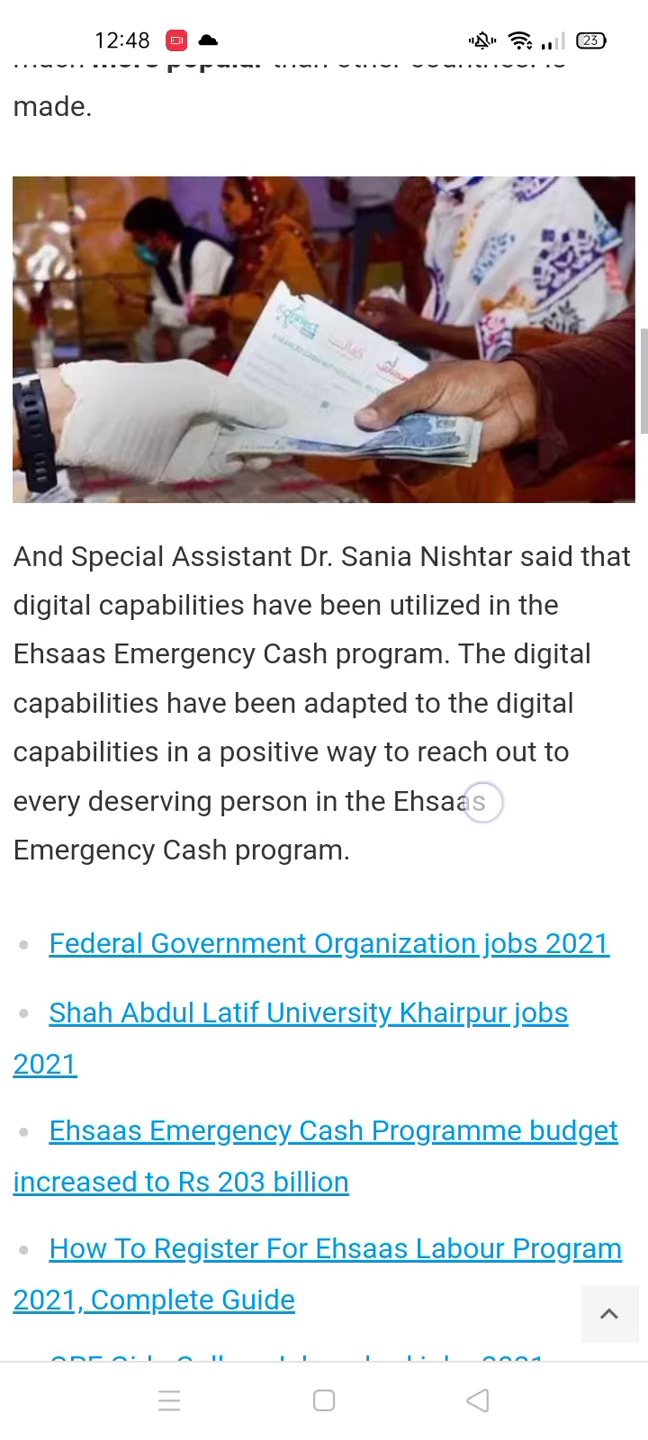 12:48
23
made.
Konnect
کفالت
And Special Assistant Dr. Sania Nishtar said that
digital capabilities have been utilized in the
Ehsaas Emergency Cash program. The digital
capabilities have been adapted to the digital
capabilities in a positive way to reach out to
every deserving person in the Ehsaas
Emergency Cash program.
Federal Government Organization jobs 2021
Shah Abdul Latif University Khairpur jobs
2021
Ehsaas Emergency Cash Programme budget
increased to Rs 203 billion
How To Register For Ehsaas Labour Program
2021, Complete Guide